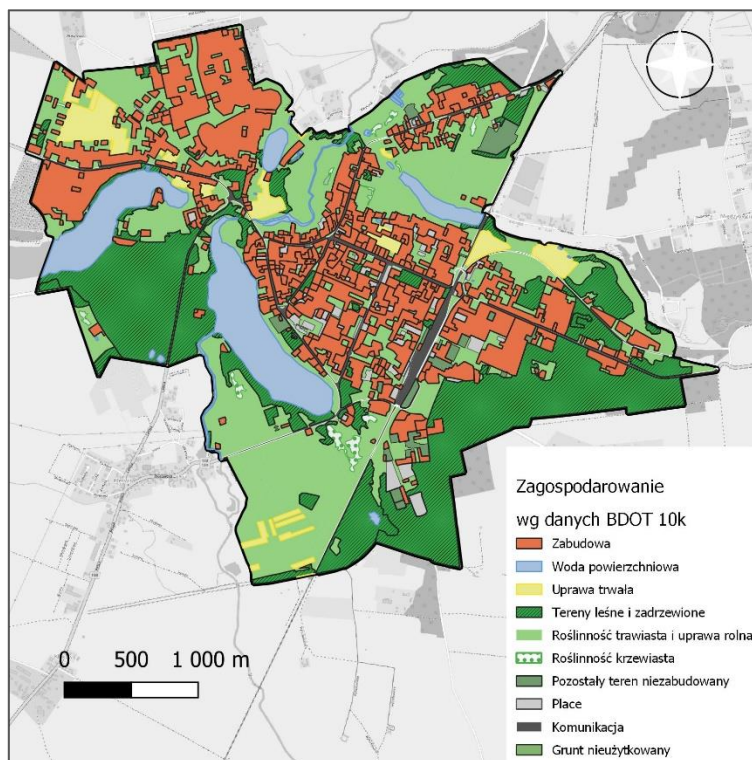 Zagospodarowanie
wg danych BDOT 10k
Zabudowa
Woda powierzchniowa
Uprawa trwała
Tereny leśne i zadrzewione
Roślinność trawiasta i uprawa rolna
Roślinność krzewiasta
Pozostały teren niezabudowany
Place
Komunikacja
Grunt nieużytkowany
0 500 1 000 m